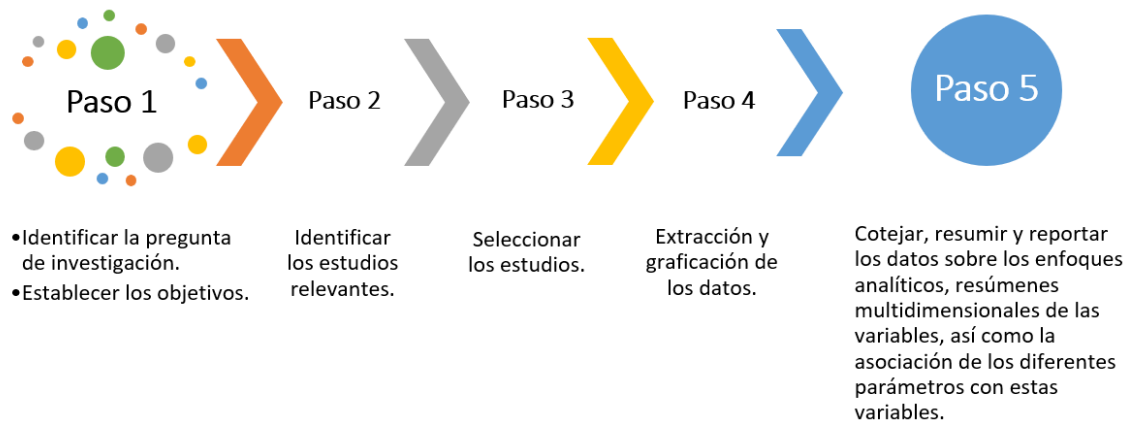 Paso 1
Paso 2
Paso 3
Paso 4
Paso 5
•Identificar la pregunta
de investigación.
•Establecer los objetivos.
Identificar
los estudios
relevantes.
Seleccionar
los estudios.
Extracción y
graficación de
los datos.
Cotejar, resumir y reportar
los datos sobre los enfoques
analíticos, resúmenes
multidimensionales de las
variables, así como la
asociación de los diferentes
parámetros con estas
variables.